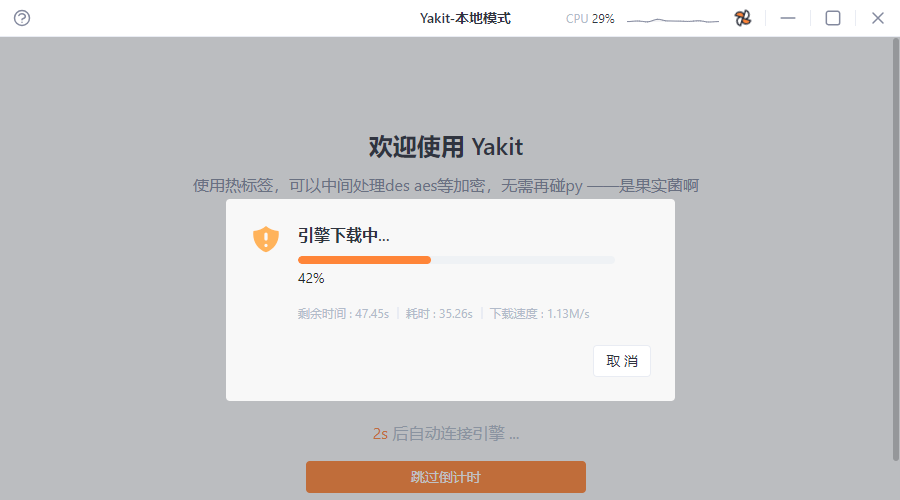 Yakit-本地模式
CPU 29%
欢迎使用 Yakit
使用热标签，可以中间处理des aes等加密，无需再碰py ——是果实菌啊
引擎下载中...
42%
剩余时间 : 47.45s
耗时 : 35.26s
下载速度 : 1.13M/s
取 消
2s 后自动连接引擎 ...
跳过倒计时